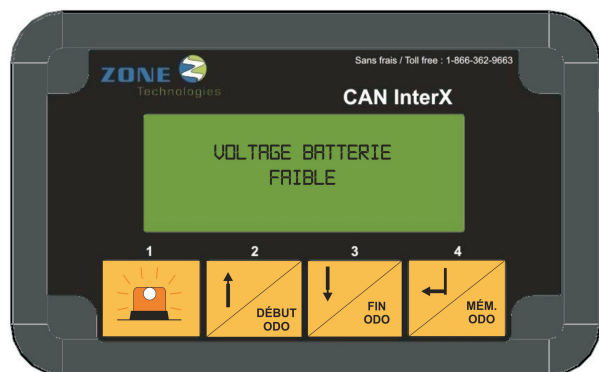 ZONE
Technologies
Sans frais / Toll free : 1-866-362-9663
CAN InterX
VOLTAGE BATTERIE
FAIBLE
1
2
3
4
DÉBUT
ODO
FIN
ODO
MÉM.
ODO